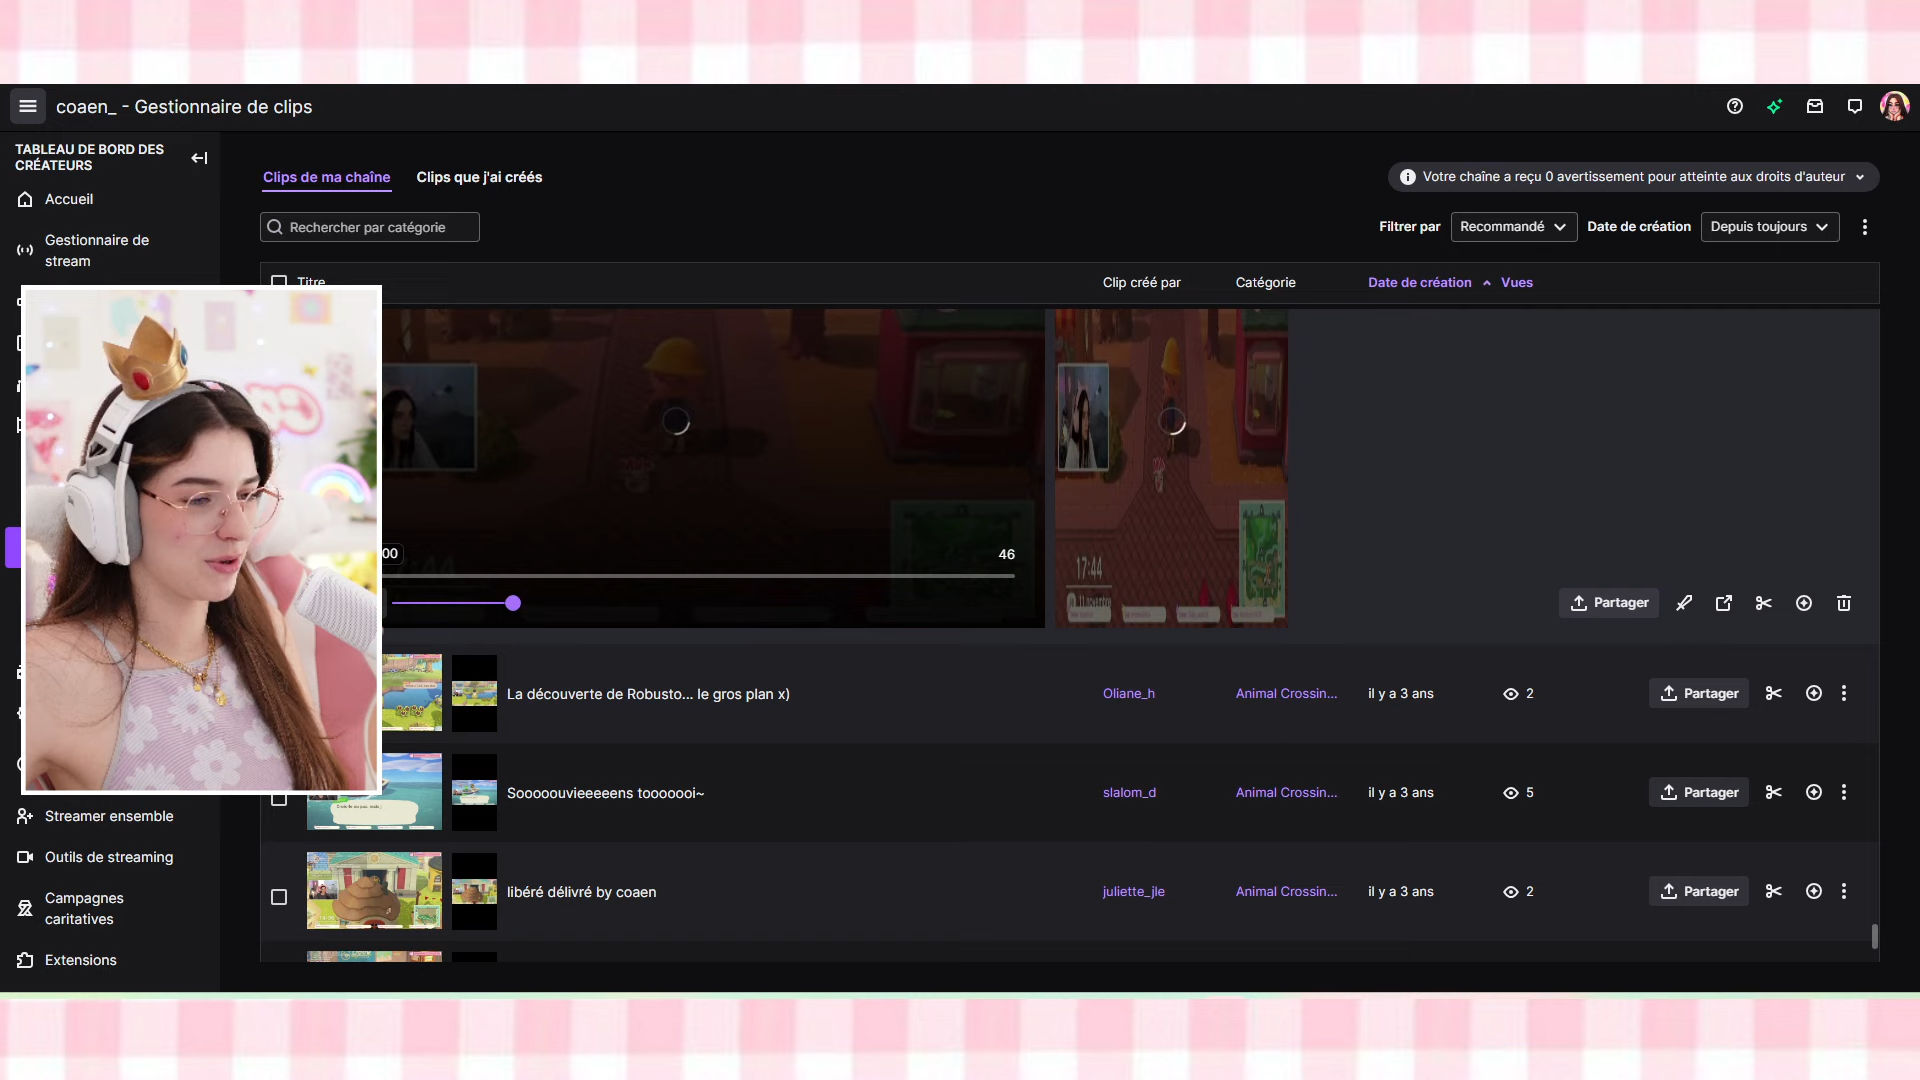 coaen_ - Gestionnaire de clips
TABLEAU DE BORD DES
CRÉATEURS
Accueil
Gestionnaire de
stream
Streamer ensemble
Outils de streaming
Campagnes
caritatives
Extensions
Clips de ma chaîne
Clips que j'ai créés
Votre chaîne a reçu 0 avertissement pour atteinte aux droits d'auteur
Rechercher par catégorie
Filtrer par
Recommandé
Date de création
Depuis toujours
Titre
Clip créé par
Catégorie
Date de création
Vues
00
46
17:44
17:44
Partager
La découverte de Robusto... le gros plan x)
Oliane_h
Animal Crossin...
il y a 3 ans
2
Partager
Sooooouvieeeeens tooooooi~
slalom_d
Animal Crossin...
il y a 3 ans
5
Partager
libéré délivré by coaen
juliette_jle
Animal Crossin...
il y a 3 ans
2
Partager